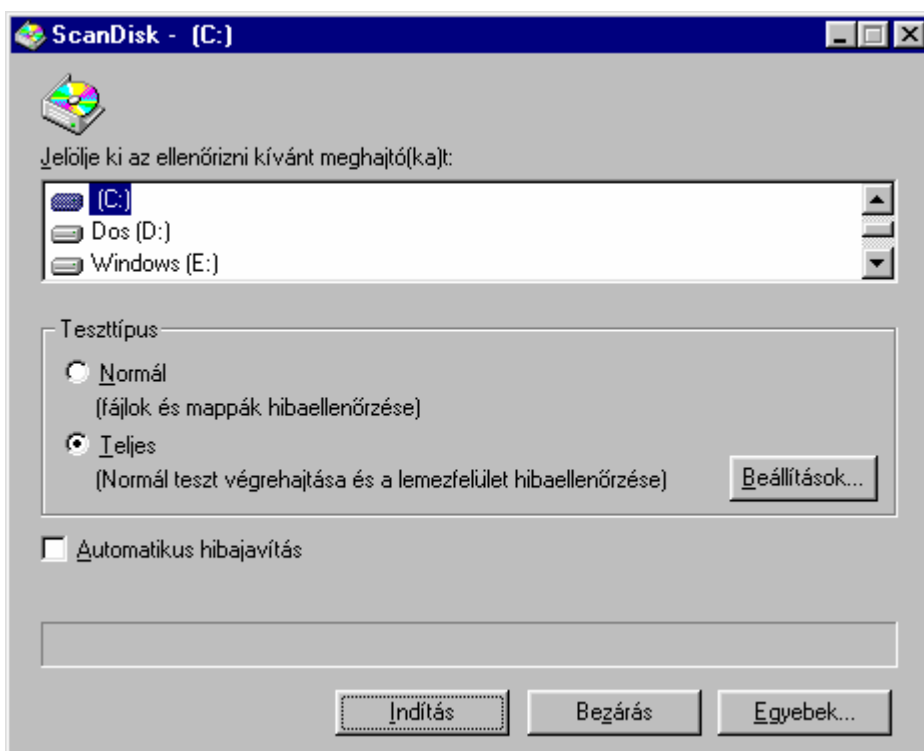 ScanDisk - (C:)
Jelölje ki az ellenőrizni kívánt meghajtó(ka)t:
(C:)
Dos (D:)
Windows (E:)
Teszttípus
Normál
(fájlok és mappák hibaellenőrzése)
Teljes
(Normál teszt végrehajtása és a lemezfelület hibaellenőrzése)
Beállítások...
Automatikus hibajavítás
Indítás
Bezárás
Egyebek...